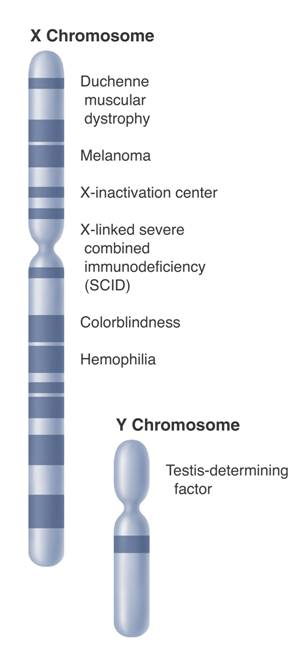 X Chromosome
Duchenne
muscular
dystrophy
Melanoma
X-inactivation center
X-linked severe
combined
immunodeficiency
(SCID)
Colorblindness
Hemophilia
Y Chromosome
Testis-determining
factor